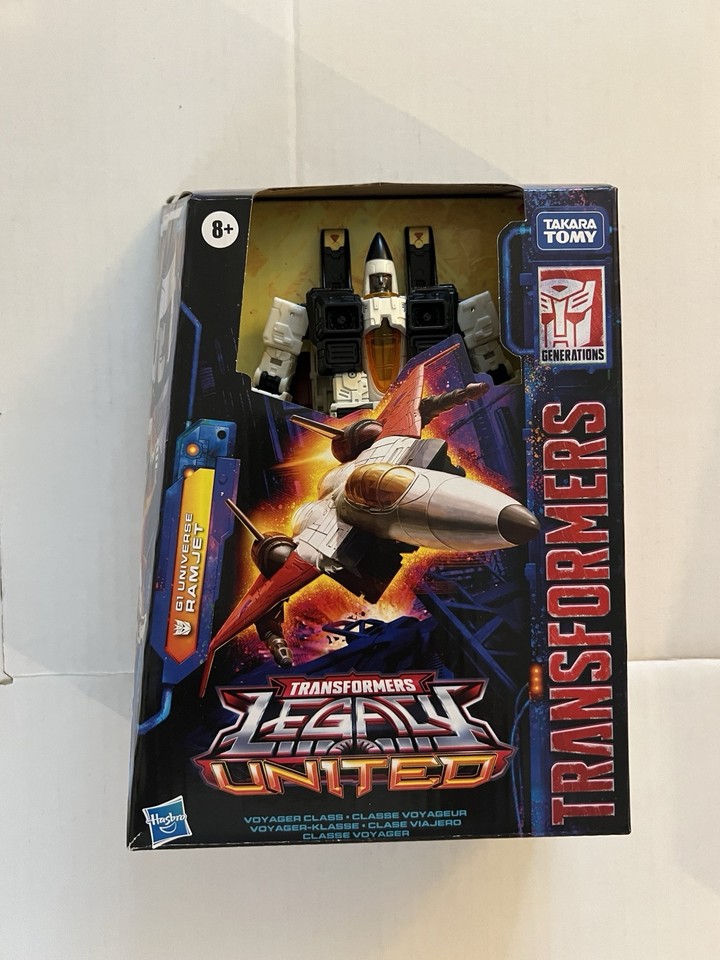 8+
TAKARA
TOMY
GENERATIONS
TRANSFORMERS
G1 UNIVERSE
RAMJET
TRANSFORMERS
LEGACY
UNITED
Hasbro
VOYAGER CLASS • CLASSE VOYAGEUR
VOYAGER-KLASSE • CLASE VIAJERO
CLASSE VOYAGER